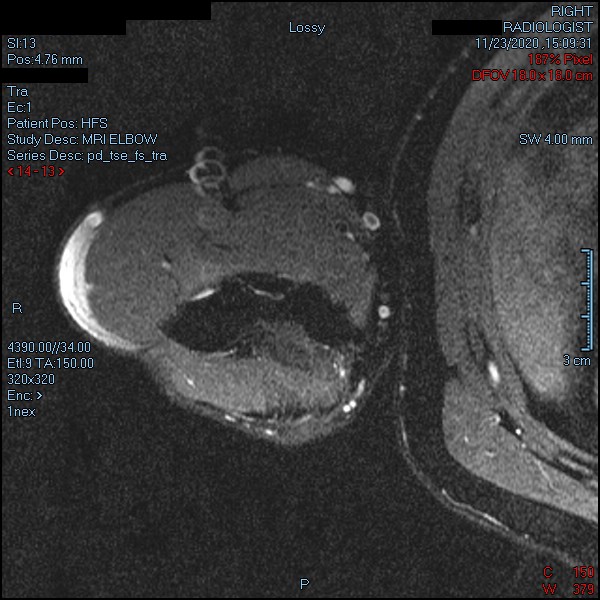 Lossy
RIGHT
RADIOLOGIST
11/23/2020 ,15:09:31
187% Pixel
DFOV 18.0 x 18.0 cm
SI:13
Pos:4.76 mm
Tra
Ec:1
Patient Pos: HFS
Study Desc: MRI ELBOW
Series Desc: pd_tse_fs_tra
< 14 - 13 >
SW 4.00 mm
R
4390.00//34.00
Etl:9 TA:150.00
320x320
Enc: >
1nex
3 cm
P
C 150
W 379